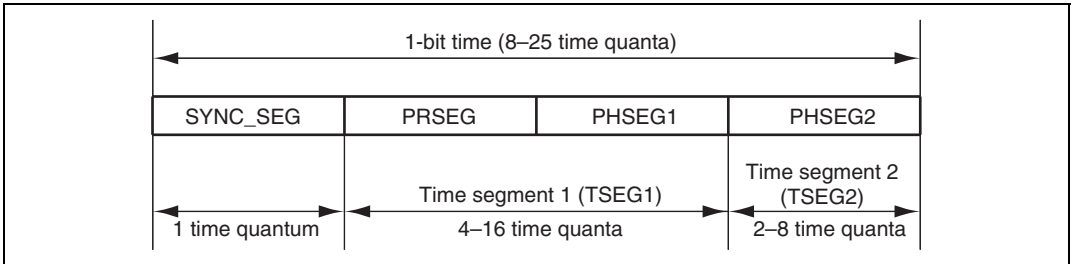 1-bit time (8–25 time quanta)
SYNC_SEG PRSEG PHSEG1 PHSEG2
Time segment 1 (TSEG1)
Time segment 2
(TSEG2)
1 time quantum
4–16 time quanta
2–8 time quanta